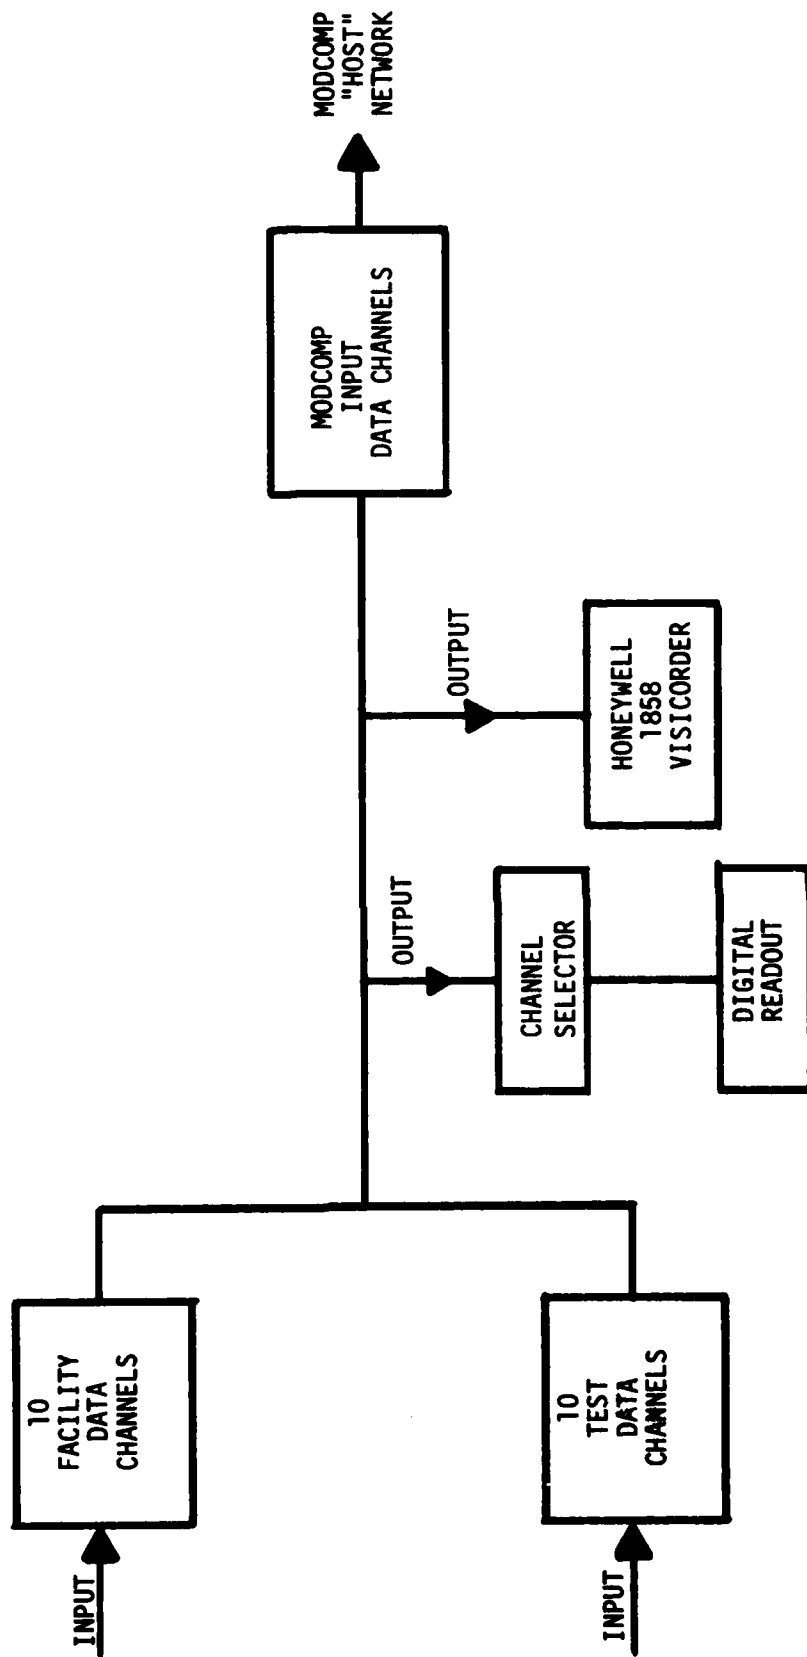 INPUT
10
FACILITY
DATA
CHANNELS
INPUT
10
TEST
DATA
CHANNELS
OUTPUT
CHANNEL
SELECTOR
DIGITAL
READOUT
OUTPUT
HONEYWELL
1858
VISICORDER
MODCOMP
INPUT
DATA CHANNELS
MODCOMP
"HOST"
NETWORK